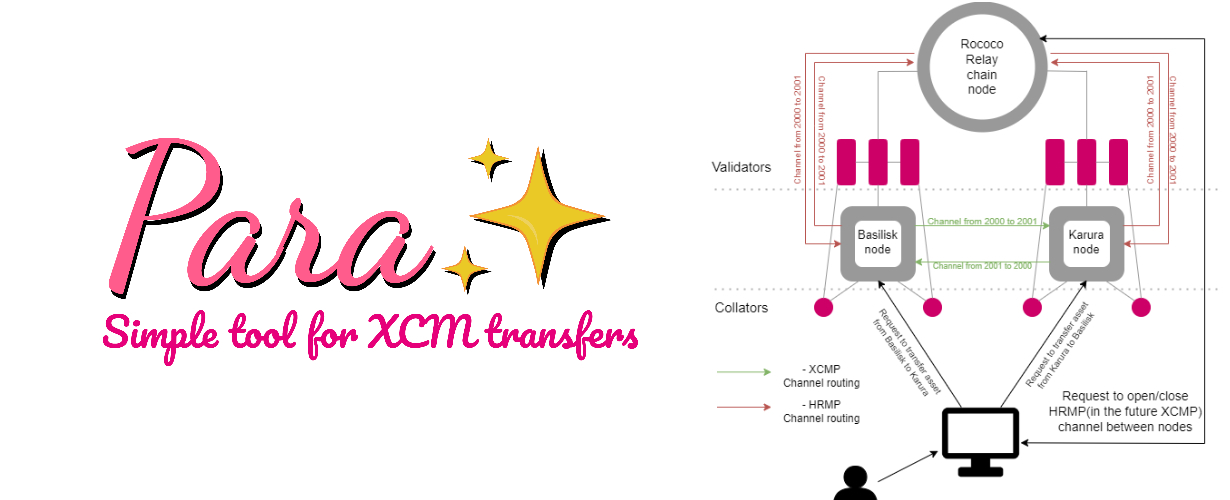 Para
Simple tool for XCM transfers
Rococo
Relay
chain
node
Channel from 2000 to 2001
Channel from 2000 to 2001
Channel from 2000 to 2001
Channel from 2000 to 2001
Validators
Basilisk
node
Channel from 2000 to 2001
Channel from 2001 to 2000
Karura
node
Collators
Request to transfer asset
from Basilisk to Karura
Request to transfer asset
from Karura to Basilisk
- XCMP
Channel routing
- HRMP
Channel routing
Request to open/close
HRMP(in the future XCMP)
channel between nodes